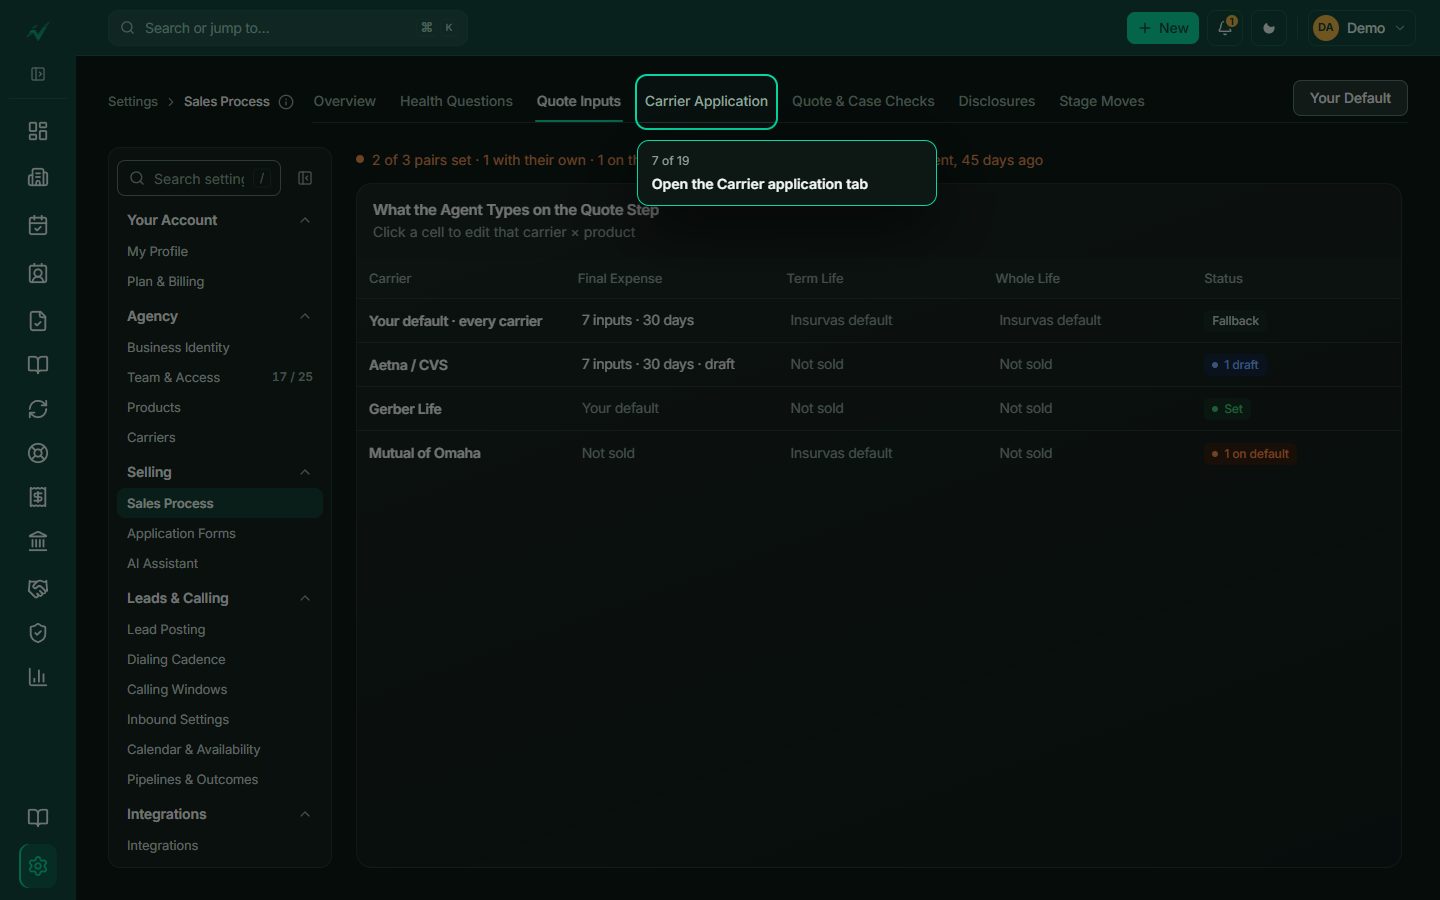 Search or jump to...
⌘ K
New
1
DA
Demo
Settings
Sales Process
Overview
Health Questions
Quote Inputs
Carrier Application
Quote & Case Checks
Disclosures
Stage Moves
Your Default
7 of 19
Open the Carrier application tab
2 of 3 pairs set · 1 with their own · 1 on th
nt, 45 days ago
What the Agent Types on the Quote Step
Click a cell to edit that carrier × product
Carrier Final Expense Term Life Whole Life Status
Your default · every carrier 7 inputs · 30 days Insurvas default Insurvas default Fallback
Aetna / CVS 7 inputs · 30 days · draft Not sold Not sold 1 draft
Gerber Life Your default Not sold Not sold Set
Mutual of Omaha Not sold Insurvas default Not sold 1 on default
Search setting /
Your Account
My Profile
Plan & Billing
Agency
Business Identity
Team & Access 17 / 25
Products
Carriers
Selling
Sales Process
Application Forms
AI Assistant
Leads & Calling
Lead Posting
Dialing Cadence
Calling Windows
Inbound Settings
Calendar & Availability
Pipelines & Outcomes
Integrations
Integrations